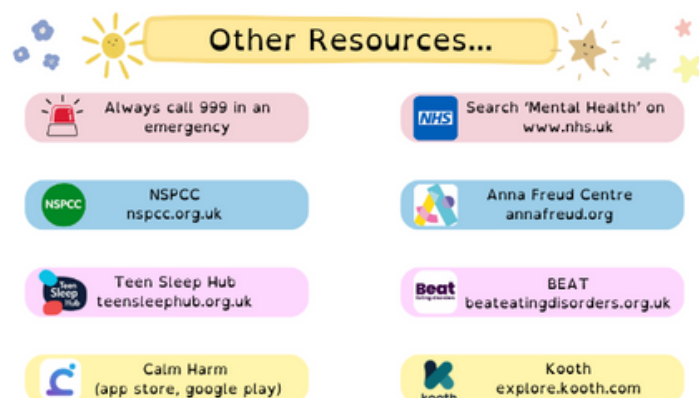 Other Resources...
Always call 999 in an
emergency
NHS
Search 'Mental Health' on
www.nhs.uk
NSPCC
NSPCC
nspcc.org.uk
Anna Freud Centre
annafreud.org
Teen
Sleep
Hub
Teen Sleep Hub
teensleephub.org.uk
Beat
BEAT
beateatingdisorders.org.uk
Calm Harm
(app store, google play)
kooth
Kooth
explore.kooth.com